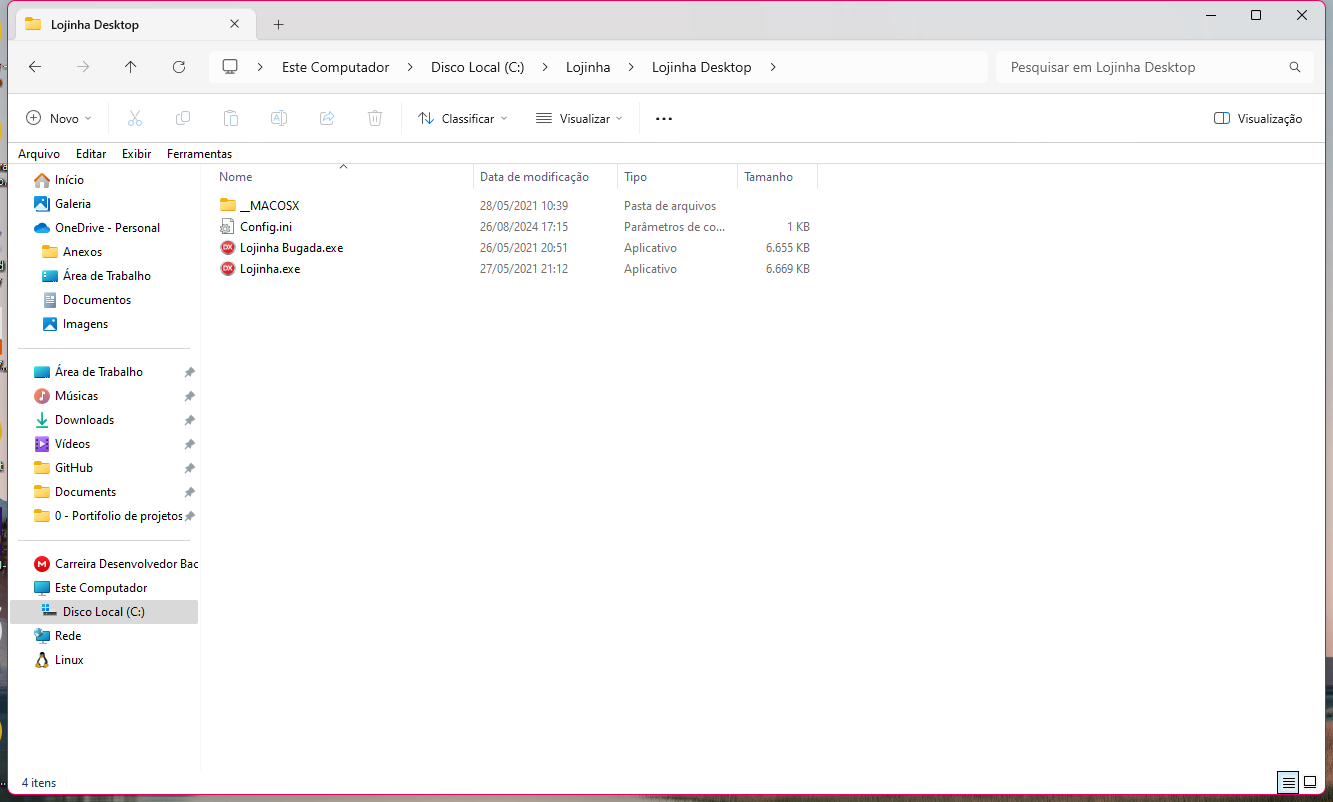 Lojinha Desktop
Este Computador > Disco Local (C:) > Lojinha > Lojinha Desktop >
Pesquisar em Lojinha Desktop
Novo
Classificar
Visualizar
Visualização
Arquivo Editar Exibir Ferramentas
Início
Galeria
OneDrive - Personal
Anexos
Área de Trabalho
Documentos
Imagens
Área de Trabalho
Músicas
Downloads
Vídeos
GitHub
Documents
0 - Portifolio de projetos
Carreira Desenvolvedor Bac
Este Computador
Disco Local (C:)
Rede
Linux
Nome Data de modificação Tipo Tamanho
__MACOSX 28/05/2021 10:39 Pasta de arquivos
Config.ini 26/08/2024 17:15 Parâmetros de co... 1 KB
DX Lojinha Bugada.exe 26/05/2021 20:51 Aplicativo 6.655 KB
DX Lojinha.exe 27/05/2021 21:12 Aplicativo 6.669 KB
4 itens